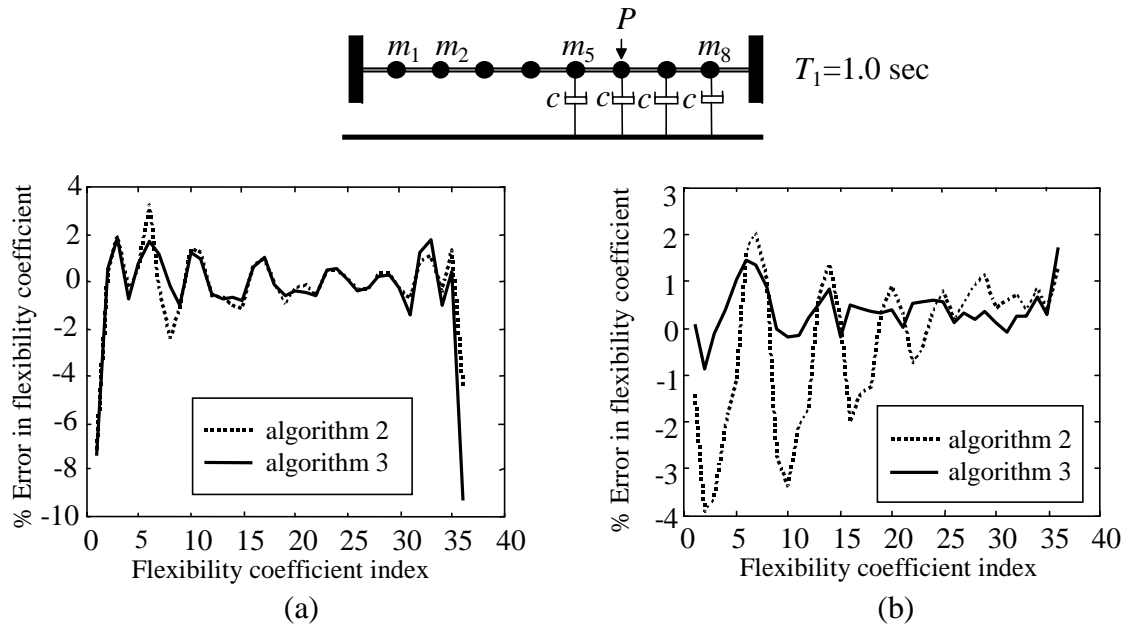 P
m1 m2 m5 m8
T1=1.0 sec
c c c c
% Error in flexibility coefficient
4
2
0
-2
-4
-6
-8
-10
0 5 10 15 20 25 30 35 40
algorithm 2
algorithm 3
Flexibility coefficient index
(a)
% Error in flexibility coefficient
3
2
1
0
-1
-2
-3
-4
0 5 10 15 20 25 30 35 40
algorithm 2
algorithm 3
Flexibility coefficient index
(b)